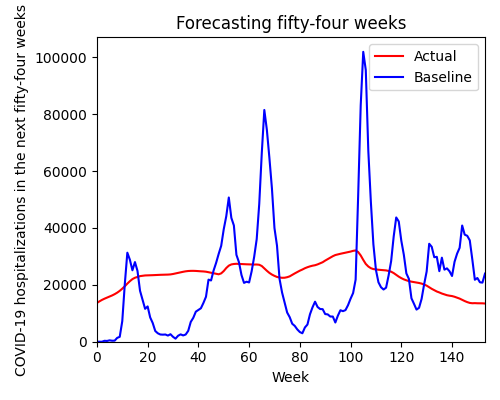 Forecasting fifty-four weeks
COVID-19 hospitalizations in the next fifty-four weeks
100000
80000
60000
40000
20000
0
Actual
Baseline
0 20 40 60 80 100 120 140
Week